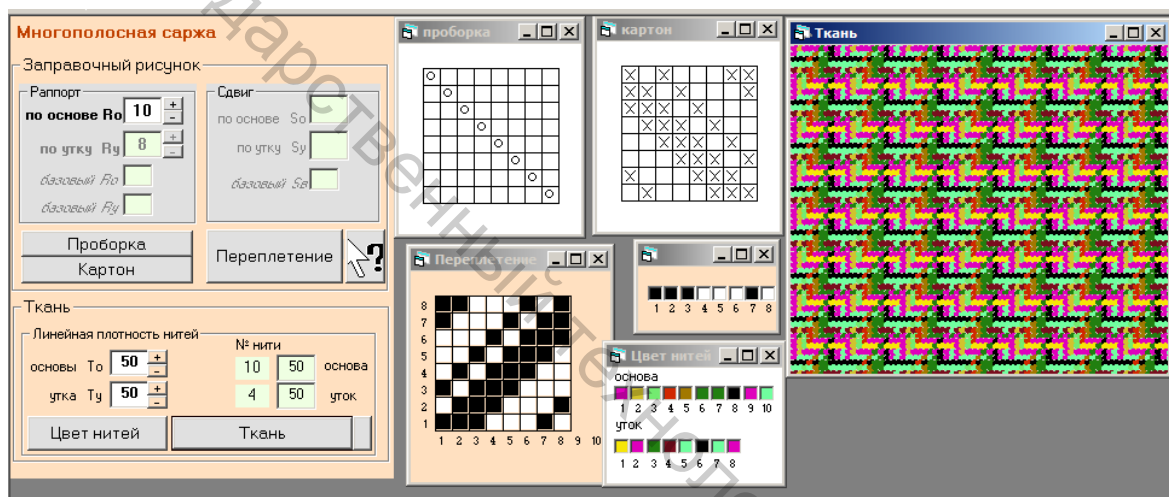 Многополосная саржа
Заправочный рисунок
Раппорт
по основе Ro 10 + -
по утку Ry 8 + -
базовый Ro
базовый Ry
Сдвиг
по основе So
по утку Sy
базовый Sв
Проборка
Картон
Переплетение
?
Ткань
Линейная плотность нитей
основы To 50 + -
утка Ty 50 + -
№ нити
10 50 основа
4 50 уток
Цвет нитей
Ткань
проборка
картон
Переплетение
8
7
6
5
4
3
2
1
1 2 3 4 5 6 7 8 9 10
1 2 3 4 5 6 7 8
Цвет нитей
основа
1 2 3 4 5 6 7 8 9 10
уток
1 2 3 4 5 6 7 8
Ткань